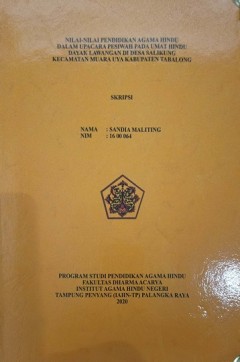 NILAI-NILAI PENDIDIKAN AGAMA HINDU
DALAM UPACARA PESIWAH PADA UMAT HINDU
DAYAK LAWANGAN DI DESA SALIKUNG
KECAMATAN MUARA UYA KABUPATEN TABALONG
SKRIPSI
NAMA : SANDIA MALITING
NIM : 16 00 064
PROGRAM STUDI PENDIDIKAN AGAMA HINDU
FAKULTAS DHARMA ACARYA
INSTITUT AGAMA HINDU NEGERI
TAMPUNG PENYANG (IAHN-TP) PALANGKA RAYA
2020